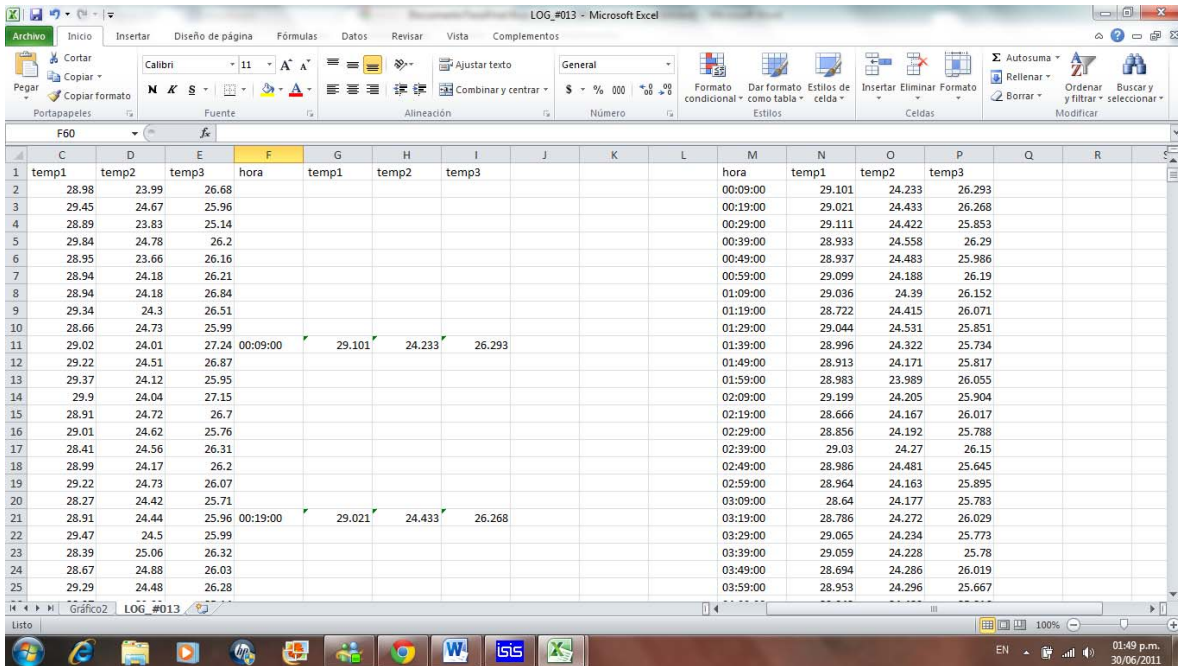 LOG_#013 - Microsoft Excel
Archivo Inicio Insertar Diseño de página Fórmulas Datos Revisar Vista Complementos
Pegar
Cortar
Copiar
Copiar formato
Portapapeles
Calibri 11 A A
N K S A
Fuente
Ajustar texto
Combinar y centrar
Alineación
General
$ % 000
Número
Formato condicional
Dar formato como tabla
Estilos de celda
Estilos
Insertar Eliminar Formato
Celdas
Σ Autosuma
Rellenar
Borrar
Ordenar y filtrar
Buscar y seleccionar
Modificar
F60 fx
C D E F G H I J K L M N O P Q R S
1 temp1 temp2 temp3 hora temp1 temp2 temp3 hora temp1 temp2 temp3
2 28.98 23.99 26.68 00:09:00 29.101 24.233 26.293
3 29.45 24.67 25.96 00:19:00 29.021 24.433 26.268
4 28.89 23.83 25.14 00:29:00 29.111 24.422 25.853
5 29.84 24.78 26.2 00:39:00 28.933 24.558 26.29
6 28.95 23.66 26.16 00:49:00 28.937 24.483 25.986
7 28.94 24.18 26.21 00:59:00 29.099 24.188 26.19
8 28.94 24.18 26.84 01:09:00 29.036 24.39 26.152
9 29.34 24.3 26.51 01:19:00 28.722 24.415 26.071
10 28.66 24.73 25.99 01:29:00 29.044 24.531 25.851
11 29.02 24.01 27.24 00:09:00 29.101 24.233 26.293 01:39:00 28.996 24.322 25.734
12 29.22 24.51 26.87 01:49:00 28.913 24.171 25.817
13 29.37 24.12 25.95 01:59:00 28.983 23.989 26.055
14 29.9 24.04 27.15 02:09:00 29.199 24.205 25.904
15 28.91 24.72 26.7 02:19:00 28.666 24.167 26.017
16 29.01 24.62 25.76 02:29:00 28.856 24.192 25.788
17 28.41 24.56 26.31 02:39:00 29.03 24.27 26.15
18 28.99 24.17 26.2 02:49:00 28.986 24.481 25.645
19 29.22 24.73 26.07 02:59:00 28.964 24.163 25.895
20 28.27 24.42 25.71 03:09:00 28.64 24.177 25.783
21 28.91 24.44 25.96 00:19:00 29.021 24.433 26.268 03:19:00 28.786 24.272 26.029
22 29.47 24.5 25.99 03:29:00 29.065 24.234 25.773
23 28.39 25.06 26.32 03:39:00 29.059 24.228 25.78
24 28.67 24.88 26.03 03:49:00 28.694 24.286 26.019
25 29.29 24.48 26.28 03:59:00 28.953 24.296 25.667
Gráfico2 LOG_#013
Listo 100%
hp W isis
EN 01:49 p.m.
30/06/2011